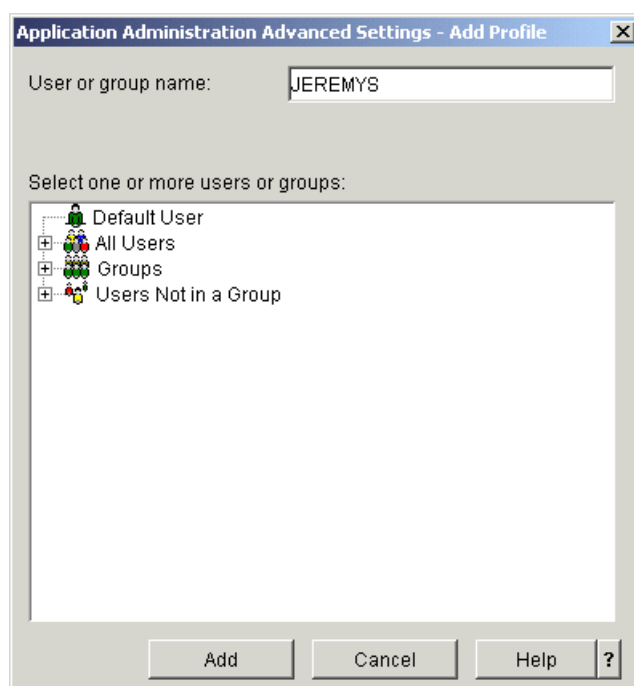 Application Administration Advanced Settings - Add Profile
User or group name: JEREMYS
Select one or more users or groups:
Default User
All Users
Groups
Users Not in a Group
Add Cancel Help ?